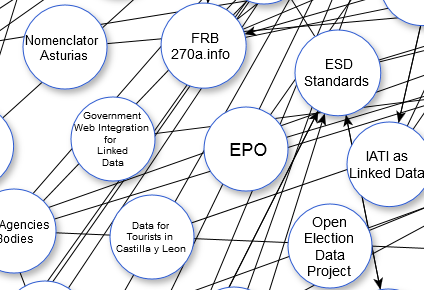 Nomenclator
Asturias
FRB
270a.info
ESD
Standards
Government
Web Integration
for
Linked
Data
EPO
IATI as
Linked Data
Agencies
Bodies
Data for
Tourists in
Castilla y Leon
Open
Election
Data
Project